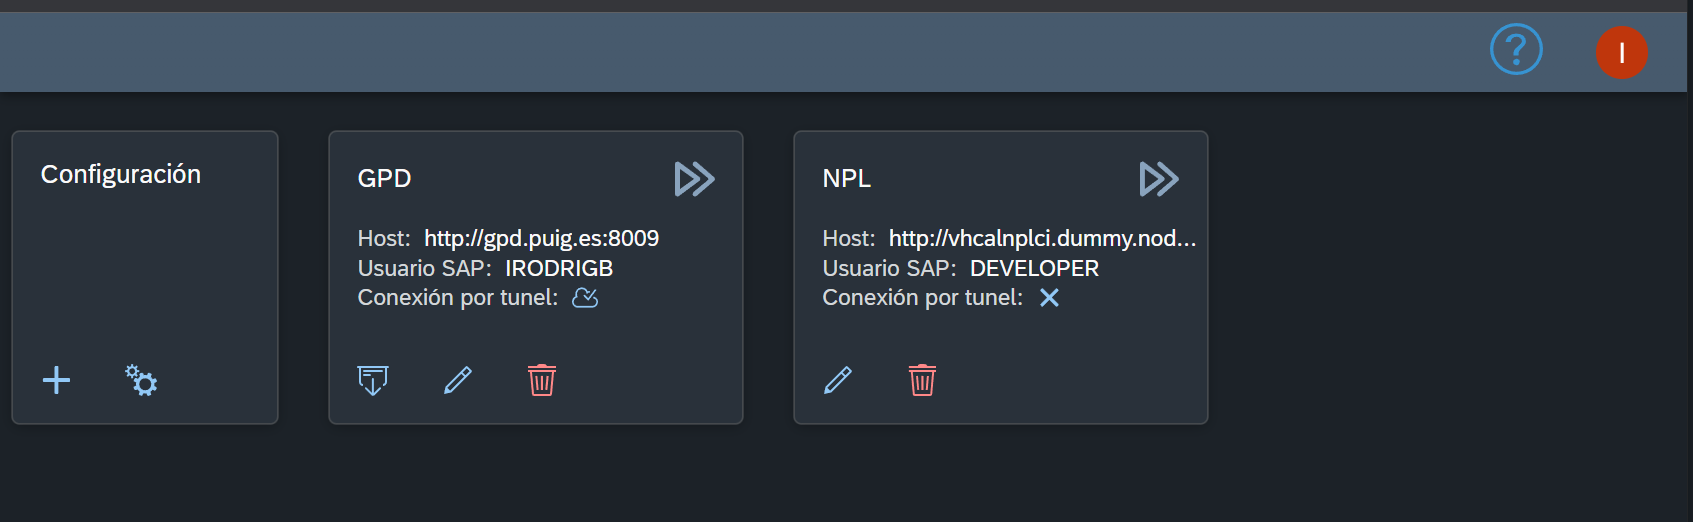 I
Configuración
GPD
Host: http://gpd.puig.es:8009
Usuario SAP: IRODRIGB
Conexión por tunel:
NPL
Host: http://vhcalnplci.dummy.nod...
Usuario SAP: DEVELOPER
Conexión por tunel: